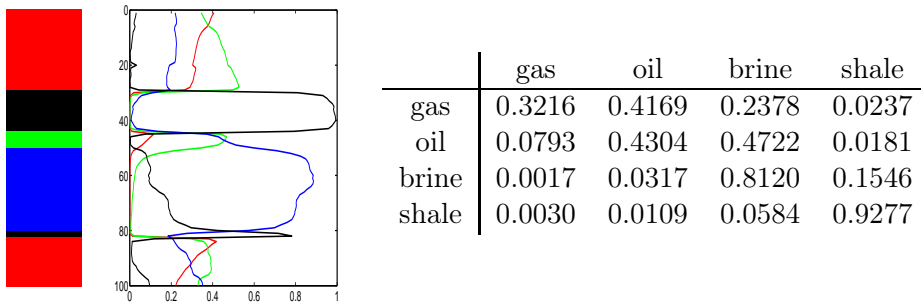 0
20
40
60
80
100
0 0.2 0.4 0.6 0.8 1
gas oil brine shale
gas 0.3216 0.4169 0.2378 0.0237
oil 0.0793 0.4304 0.4722 0.0181
brine 0.0017 0.0317 0.8120 0.1546
shale 0.0030 0.0109 0.0584 0.9277